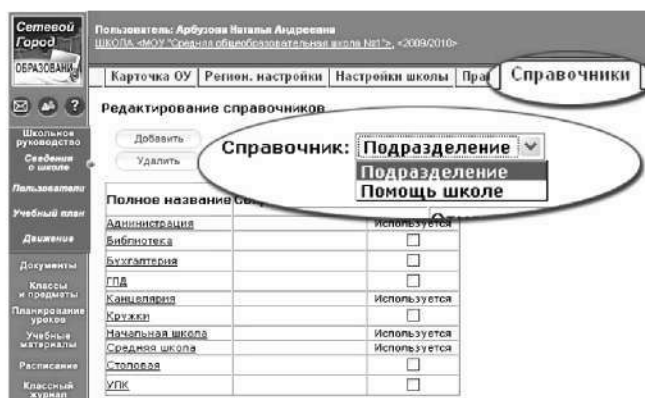 Сетевой
Город
ОБРАЗОВАНИ
Пользователь: Арбузова Наталья Андреевна
ШКОЛА <МОУ "Средняя общеобразовательная школа №1">, <2009/2010>
Карточка ОУ
Регион. настройки
Настройки школы
Пра
Справочники
?
Школьное
руководство
Сведения
о школе
Пользователи
Учебный план
Движение
Документы
Классы
и предметы
Планирование
уроков
Учебные
материалы
Расписание
Классный
журнал
Редактирование справочников
Добавить
Удалить
Справочник: Подразделение
Подразделение
Помощь школе
Полное название
Администрация Используется
Библиотека
Бухгалтерия
ГПД
Канцелярия Используется
Кружки
Начальная школа Используется
Средняя школа Используется
Столовая
УПК